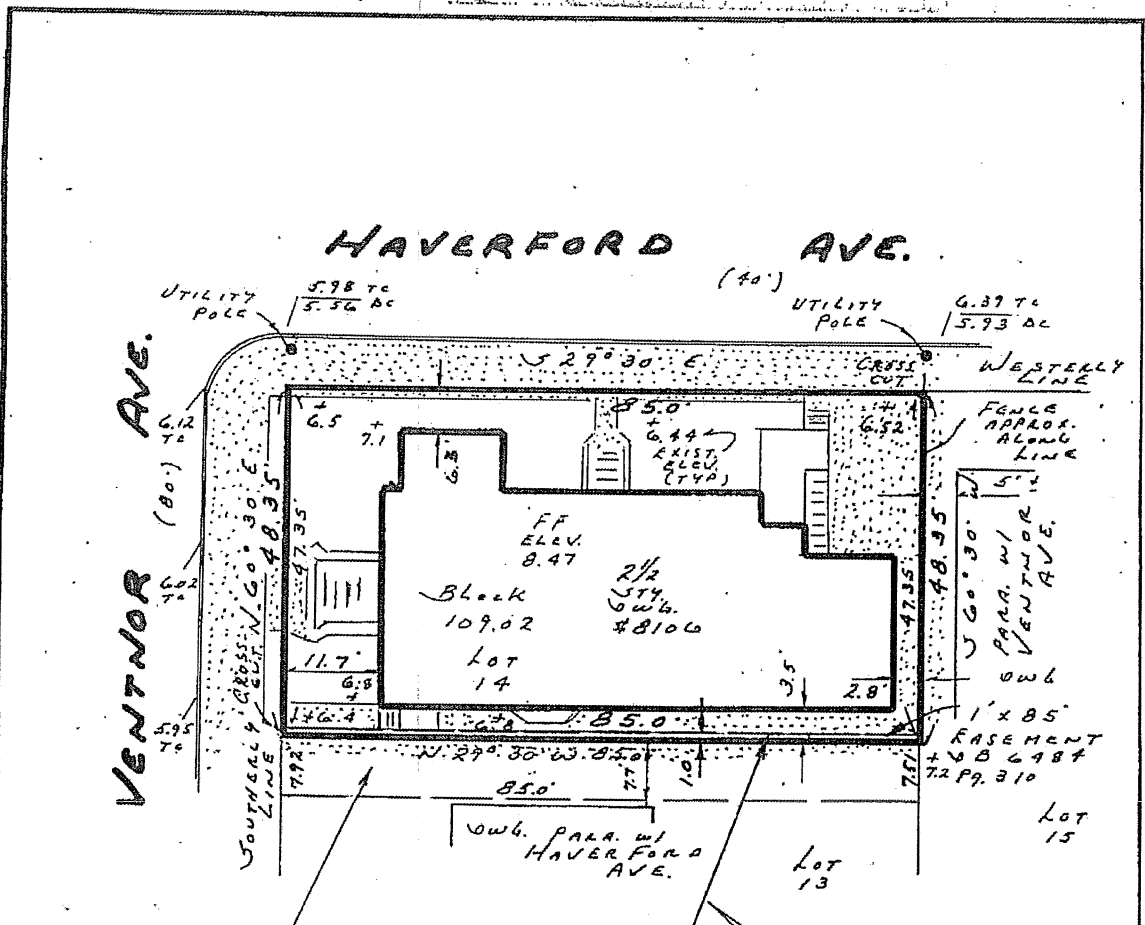 HAVERFORD AVE.
(40')
UTILITY
POLE
5.98 TC
5.56 BC
UTILITY
POLE
6.39 TC
5.93 BC
S 29° 30' E
CROSS
CUT
WESTERLY
LINE
VENTNOR AVE.
(80')
6.12
TC
6.02
TC
5.95
TC
SOUTHERLY
LINE
CROSS
CUT
N. 60° 30' E
48.35'
47.35'
6.5
7.1
6.3'
85.0'
6.44
EXIST.
ELEV.
(TYP)
6.52
FENCE
APPROX.
ALONG
LINE
5' ±
S 60° 30' W
PARA. W/
VENTNOR
AVE.
48.35
47.35'
FF
ELEV.
8.47
Block
109.02
Lot
14
2 1/2
STY.
DWG.
#8106
11.7'
6.8
6.4
6.8
85.0'
3.5'
2.8'
DWG
1' x 85'
EASEMENT
DB 6484
Pg. 310
7.2
7.51
7.92
N. 29° 30' W. 85.0'
7.7'
1.0'
85.0'
DWG. PARA. W/
HAVERFORD
AVE.
LOT
13
LOT
15